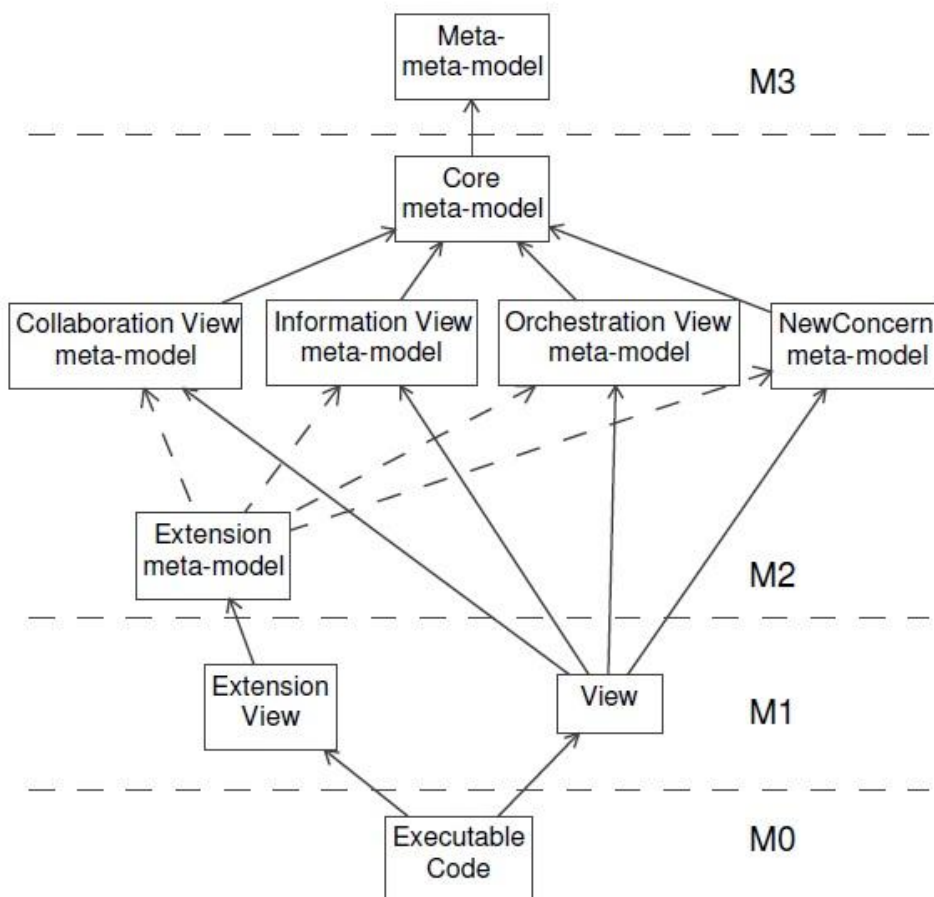 Meta-
meta-model
M3
Core
meta-model
Collaboration View
meta-model
Information View
meta-model
Orchestration View
meta-model
NewConcern
meta-model
Extension
meta-model
M2
Extension
View
View
M1
Executable
Code
M0